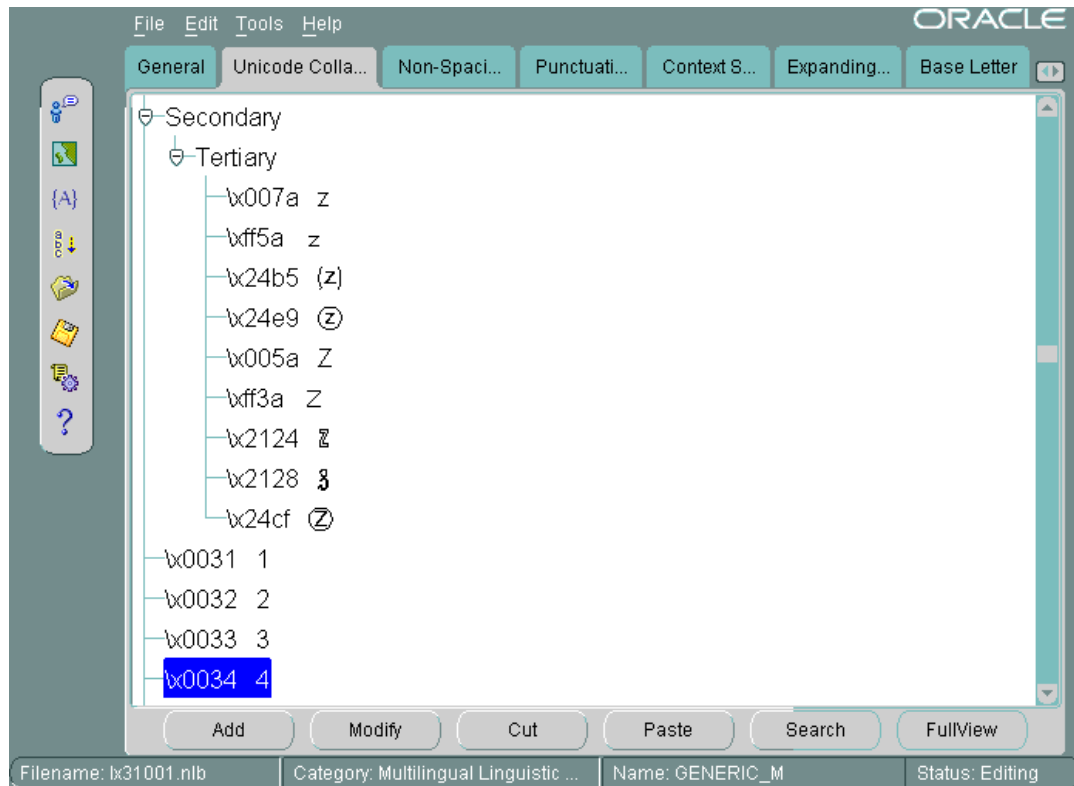 File Edit Tools Help ORACLE
General Unicode Colla... Non-Spaci... Punctuati... Context S... Expanding... Base Letter
{A}
a
b
c
?
Secondary
Tertiary
\x007a z
\xff5a z
\x24b5 (z)
\x24e9 ⓩ
\x005a Z
\xff3a Z
\x2124 ℤ
\x2128 ℨ
\x24cf Ⓩ
\x0031 1
\x0032 2
\x0033 3
\x0034 4
Add Modify Cut Paste Search FullView
Filename: lx31001.nlb Category: Multilingual Linguistic ... Name: GENERIC_M Status: Editing